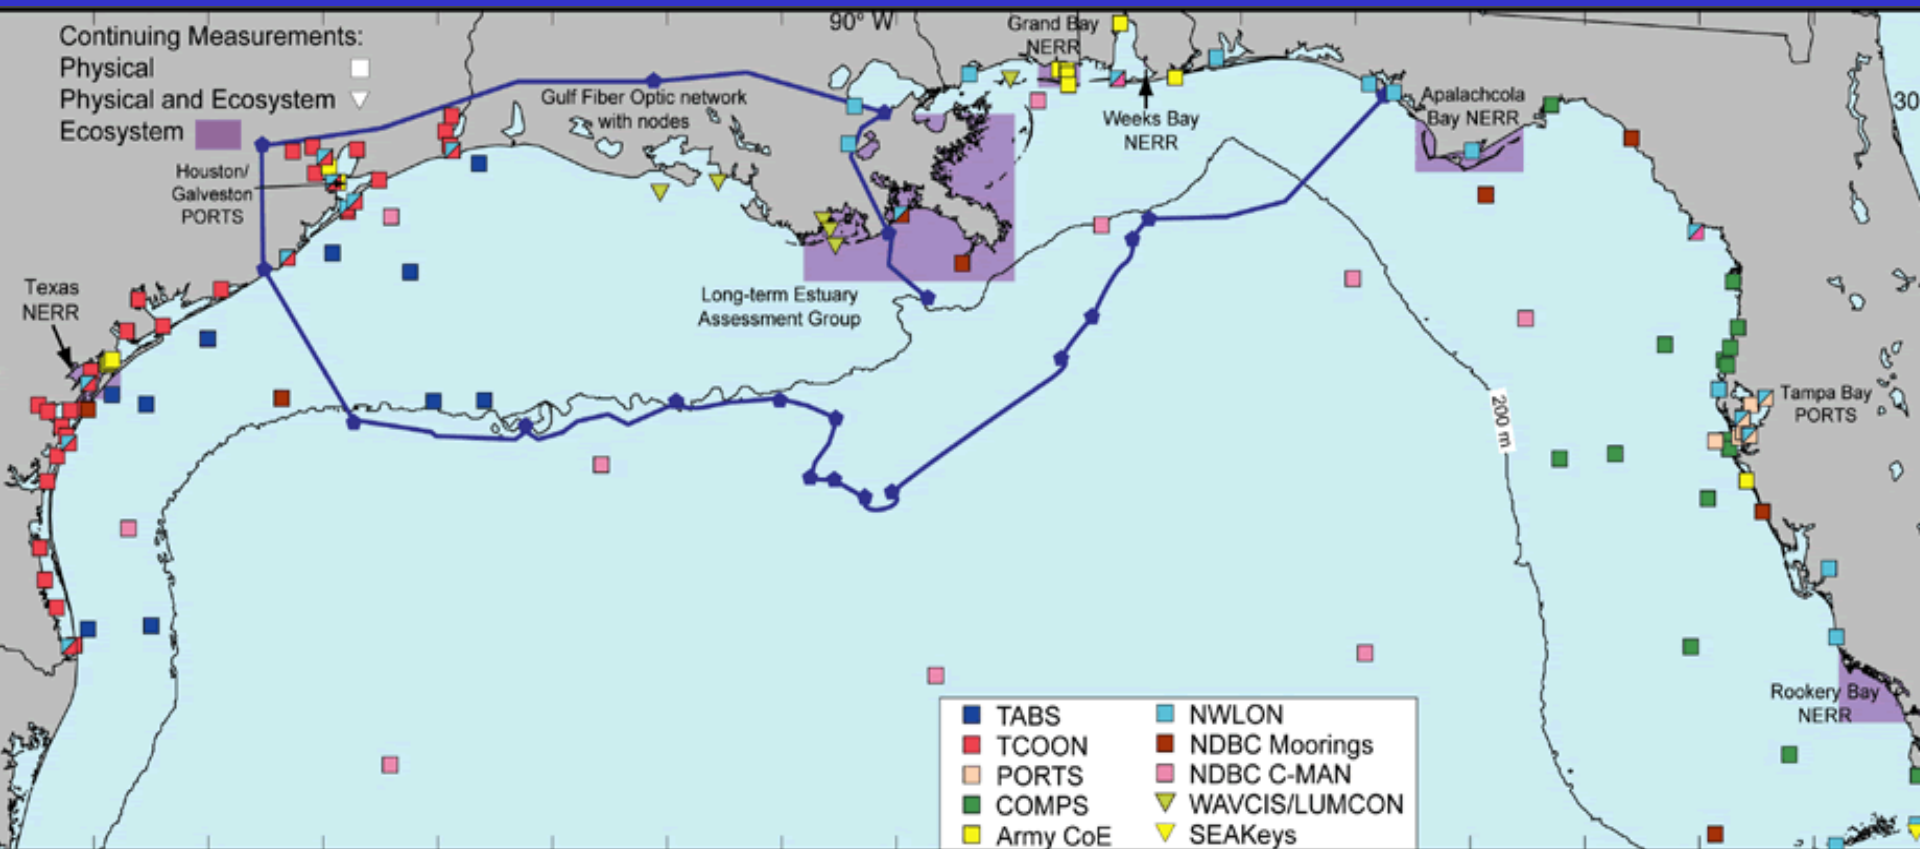 Continuing Measurements:
Physical
Physical and Ecosystem
Ecosystem
90° W
Grand Bay
NERR
Gulf Fiber Optic network
with nodes
Weeks Bay
NERR
Apalachcola
Bay NERR
30
Houston/
Galveston
PORTS
Texas
NERR
Long-term Estuary
Assessment Group
200 m
Tampa Bay
PORTS
Rookery Bay
NERR
TABS
TCOON
PORTS
COMPS
Army CoE
NWLON
NDBC Moorings
NDBC C-MAN
WAVCIS/LUMCON
SEAKeys